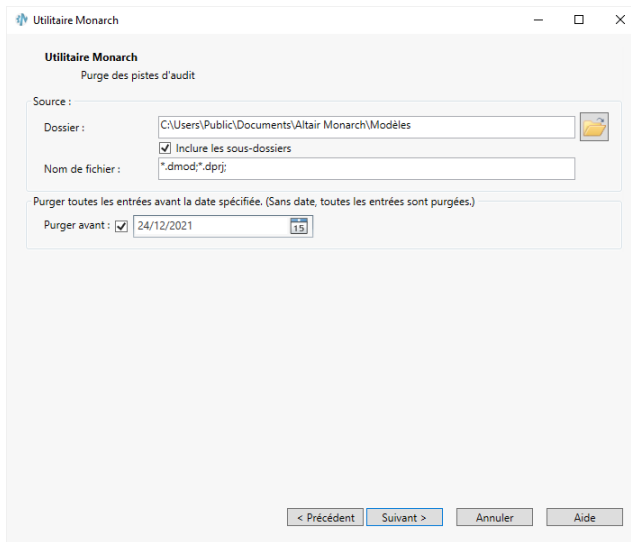 Utilitaire Monarch
Utilitaire Monarch
Purge des pistes d'audit
Source :
Dossier : C:\Users\Public\Documents\Altair Monarch\Modèles
Inclure les sous-dossiers
Nom de fichier : *.dmod;*.dprj;
Purger toutes les entrées avant la date spécifiée. (Sans date, toutes les entrées sont purgées.)
Purger avant : 24/12/2021 15
< Précédent Suivant > Annuler Aide